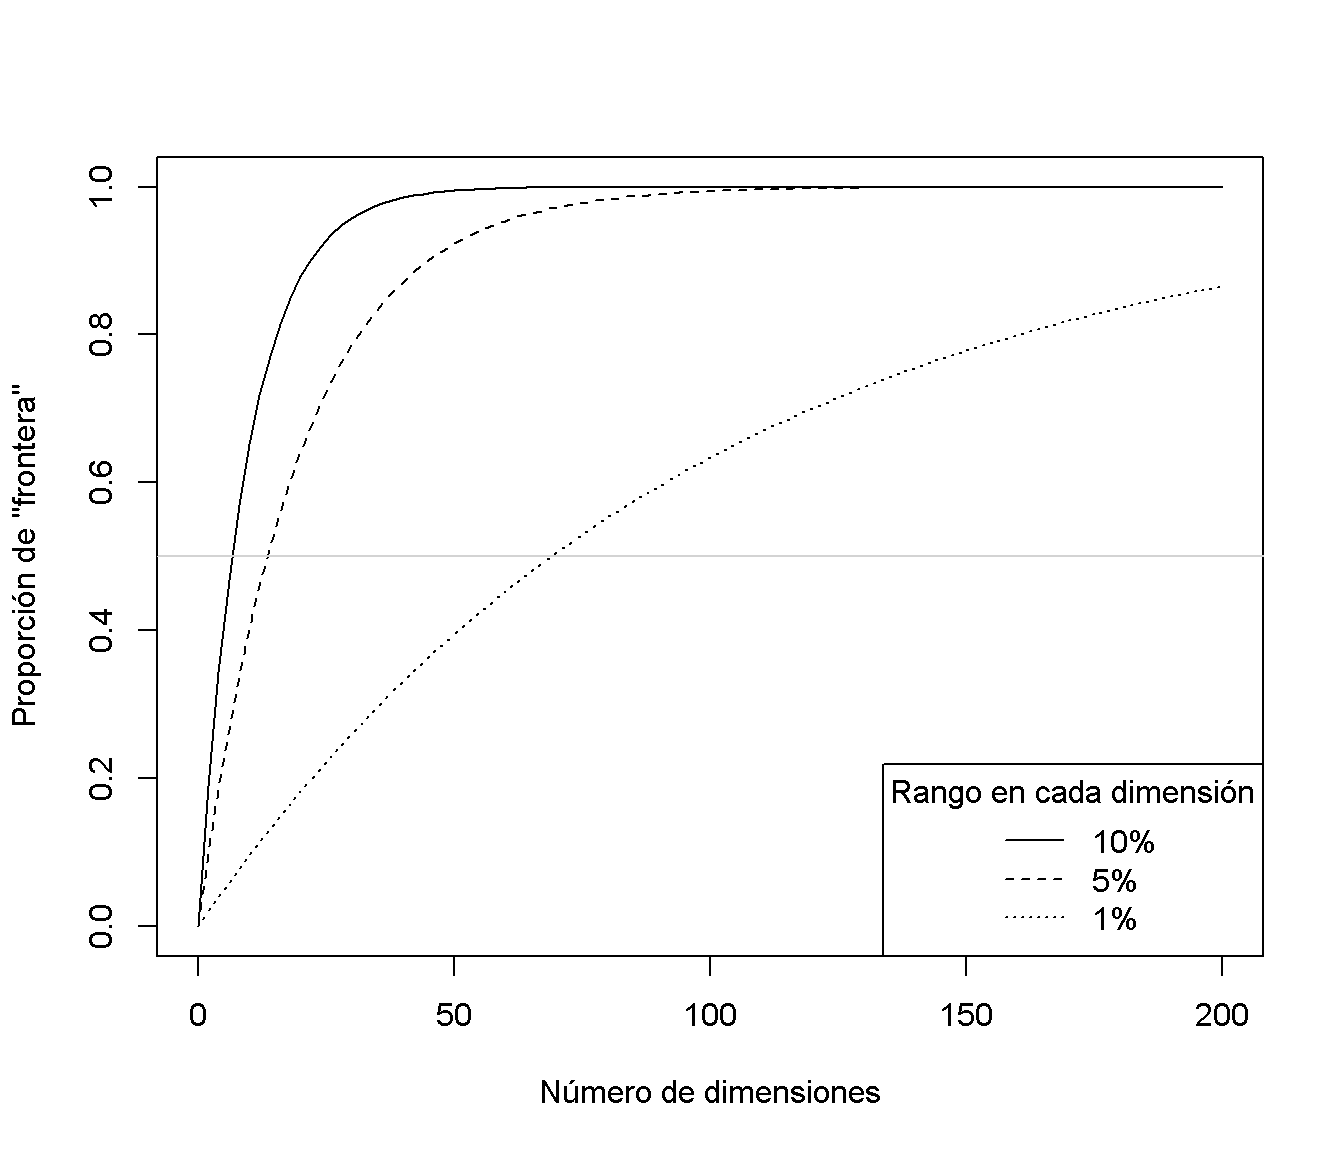 Proporción de "frontera"
1.0
0.8
0.6
0.4
0.2
0.0
Rango en cada dimensión
10%
5%
1%
0 50 100 150 200
Número de dimensiones